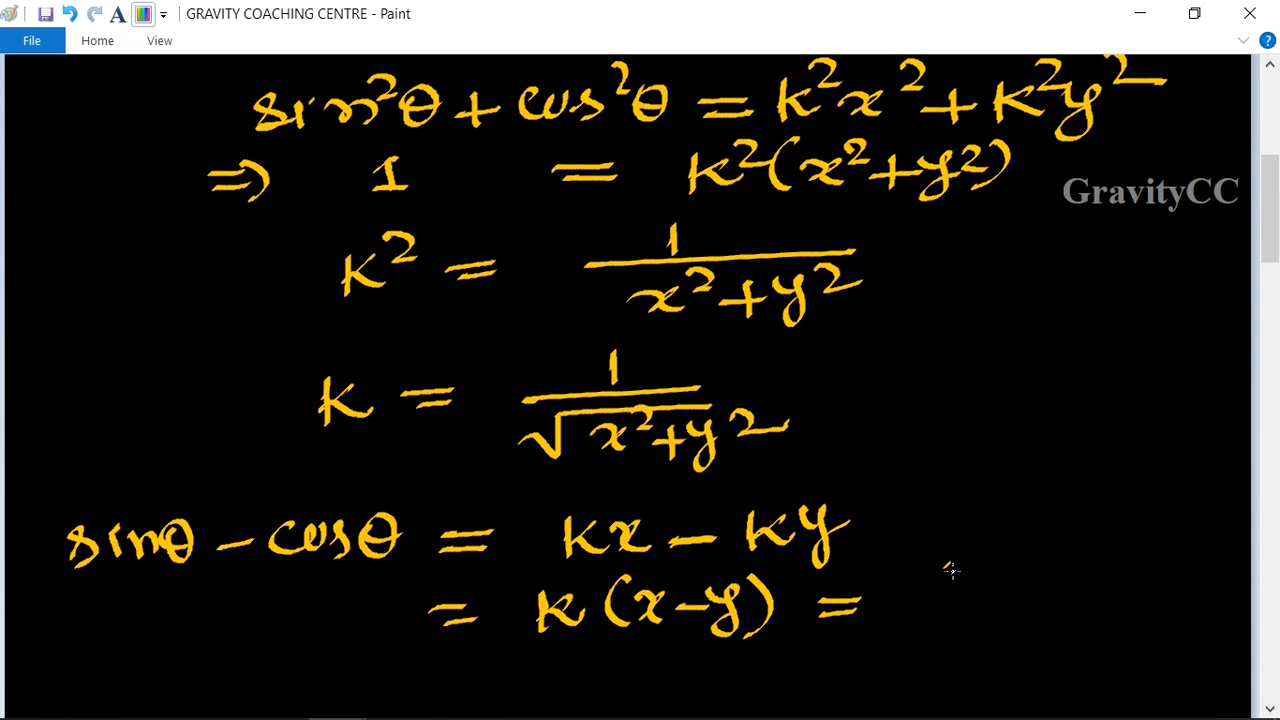 GRAVITY COACHING CENTRE - Paint
File Home View
sin²θ + cos²θ = k²x² + k²y²
⇒ 1 = k²(x²+y²)
GravityCC
k² = 1/(x²+y²)
k = 1/√(x²+y²)
sinθ - cosθ = kx - ky
= k(x-y) =